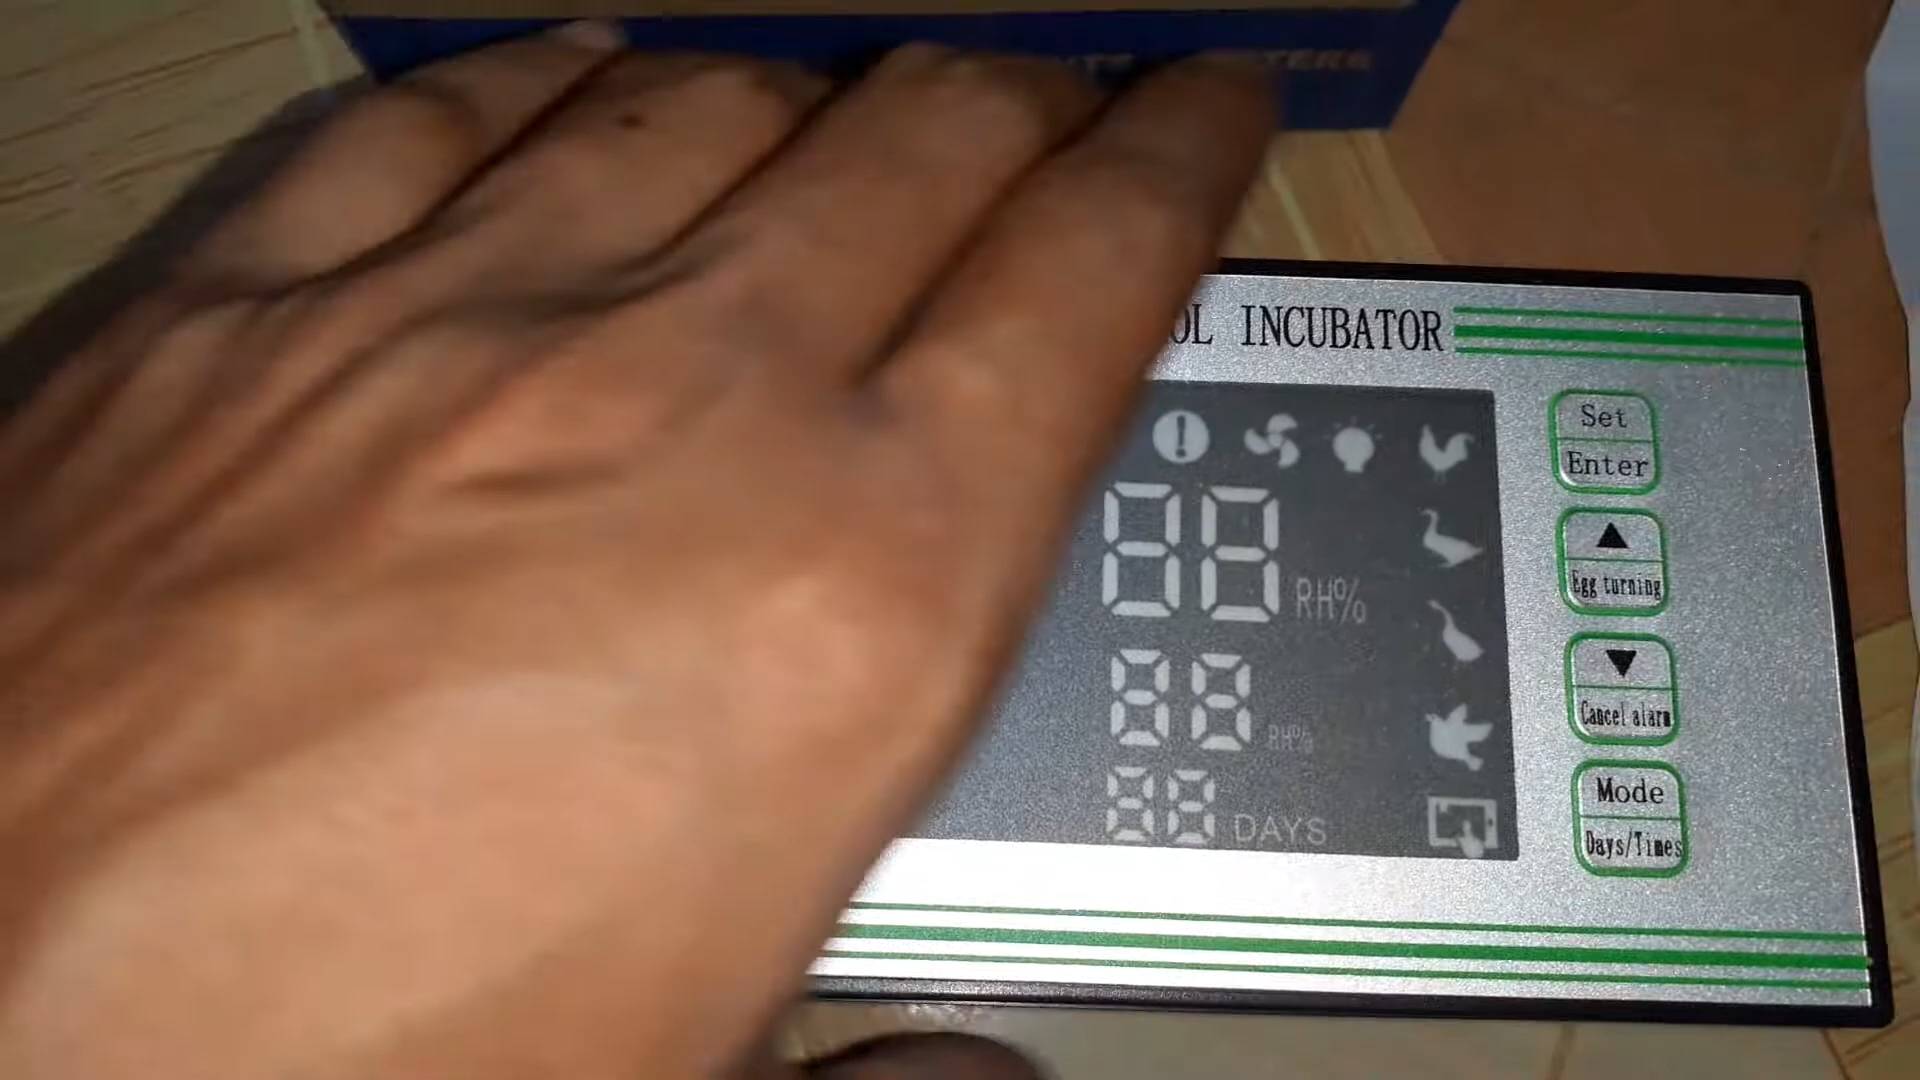 INCUBATOR
Set
Enter
88 RH%
Egg turning
88 RH%
Cancel alarm
88 DAYS
Mode
Days/Times